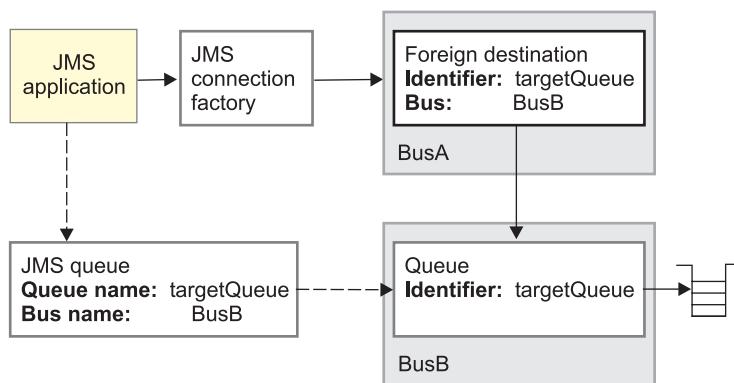 JMS
application
JMS
connection
factory
Foreign destination
Identifier: targetQueue
Bus: BusB
BusA
JMS queue
Queue name: targetQueue
Bus name: BusB
Queue
Identifier: targetQueue
BusB